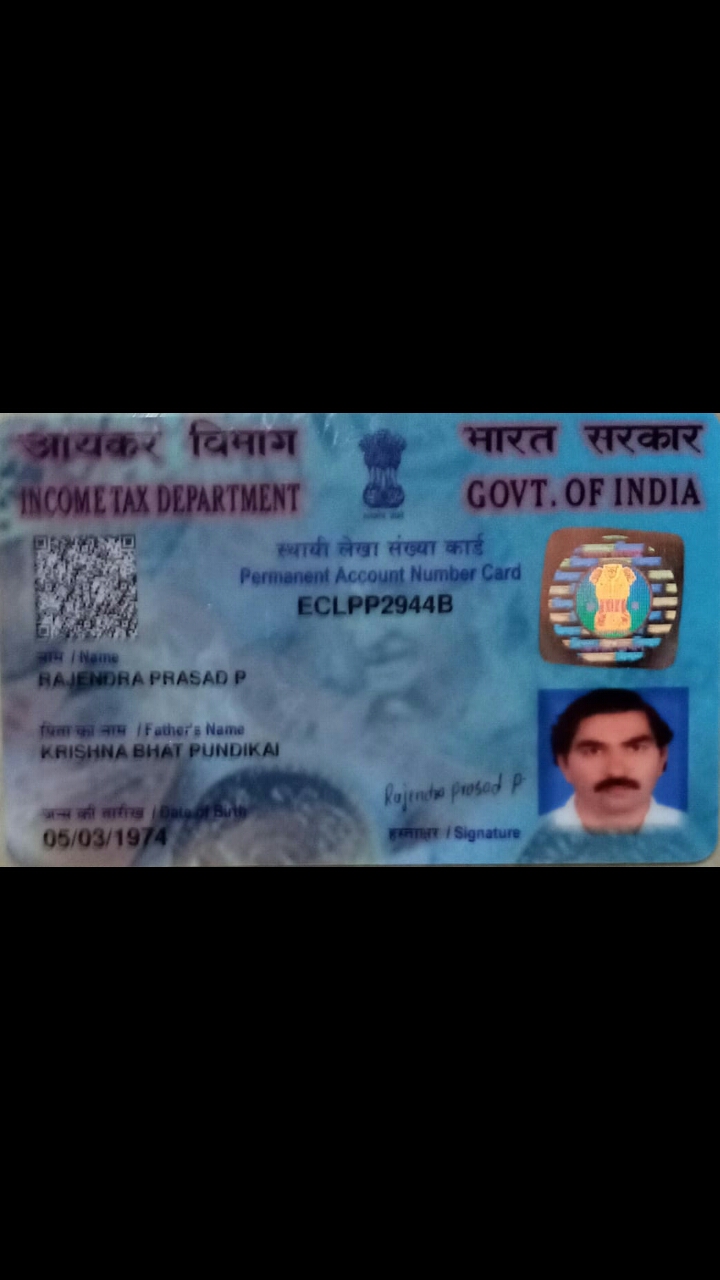 आयकर विभाग
INCOME TAX DEPARTMENT
भारत सरकार
GOVT. OF INDIA
स्थायी लेखा संख्या कार्ड
Permanent Account Number Card
ECLPP2944B
नाम / Name
RAJENDRA PRASAD P
पिता का नाम / Father's Name
KRISHNA BHAT PUNDIKAI
जन्म की तारीख / Date of Birth
05/03/1974
Rajendra prasad P
हस्ताक्षर / Signature